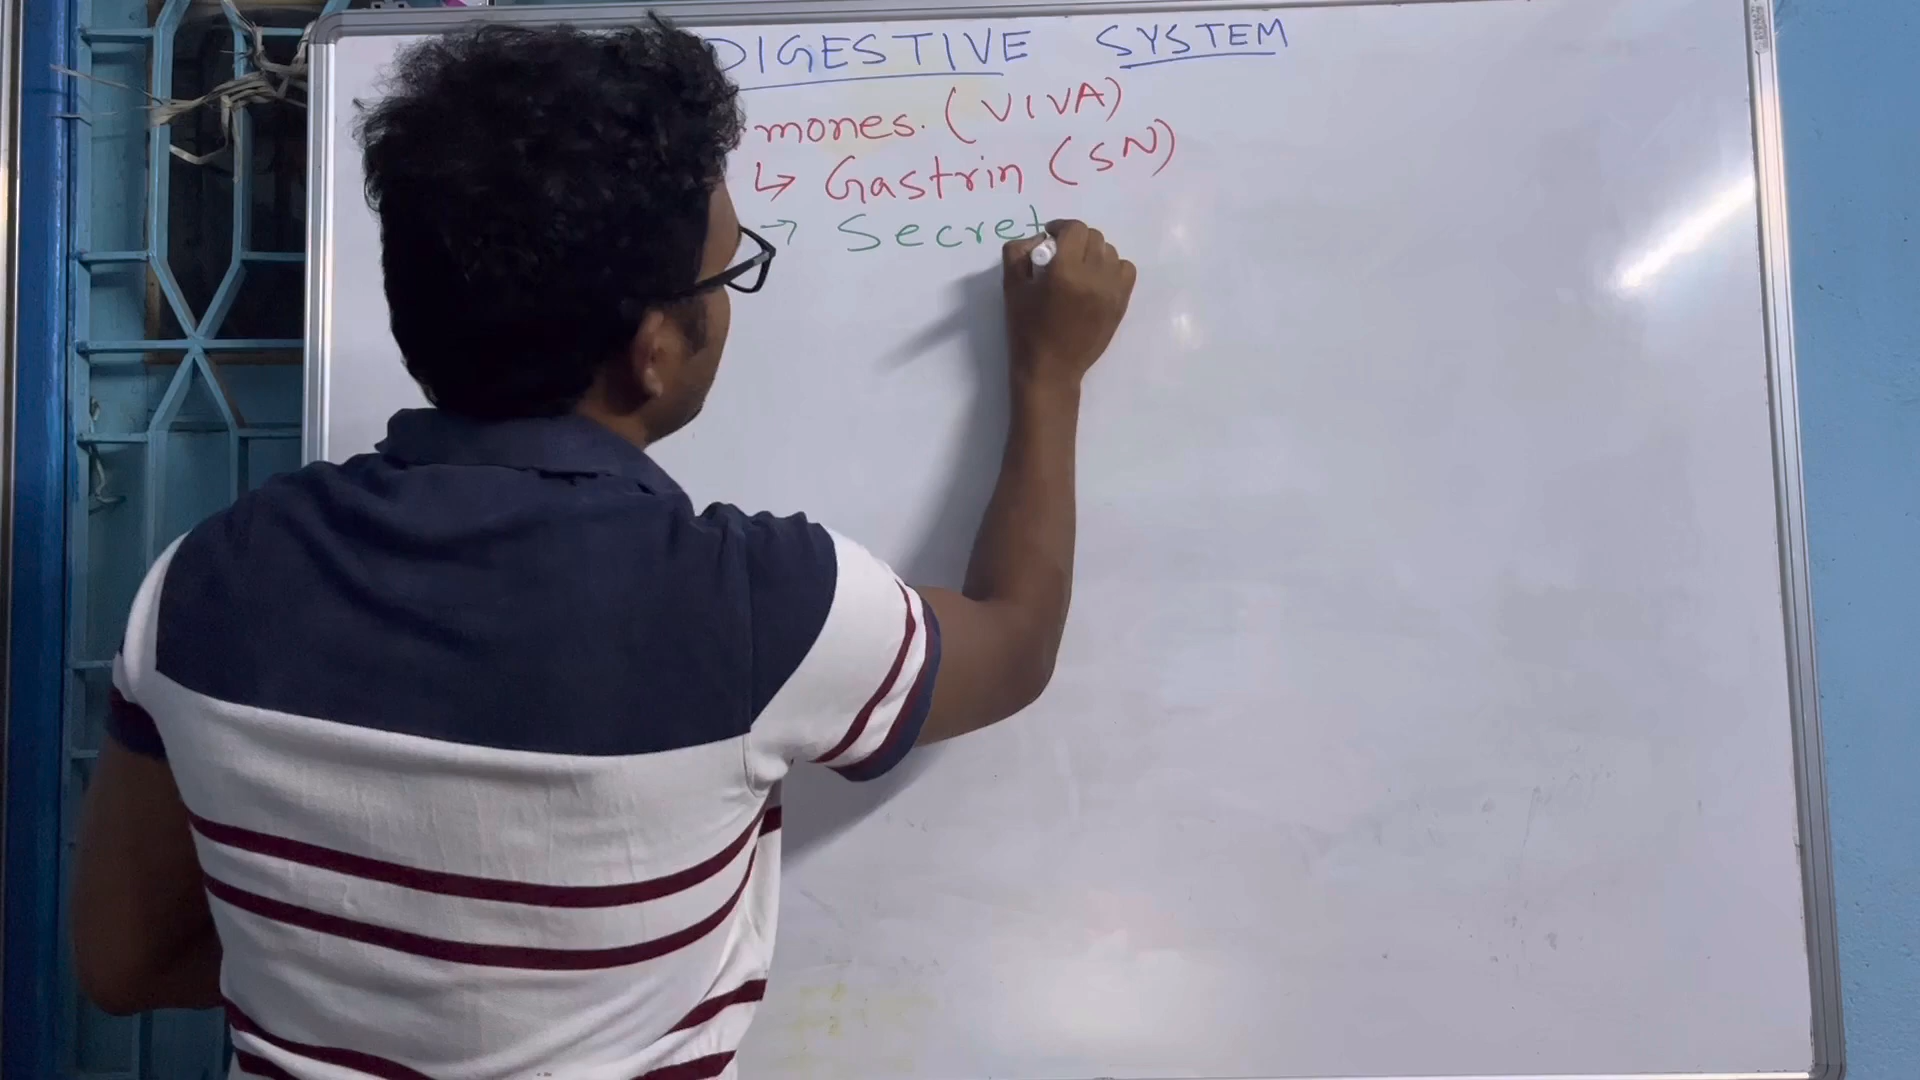 DIGESTIVE SYSTEM
mones. (VIVA)
↳ Gastrin (SN)
→ Secret